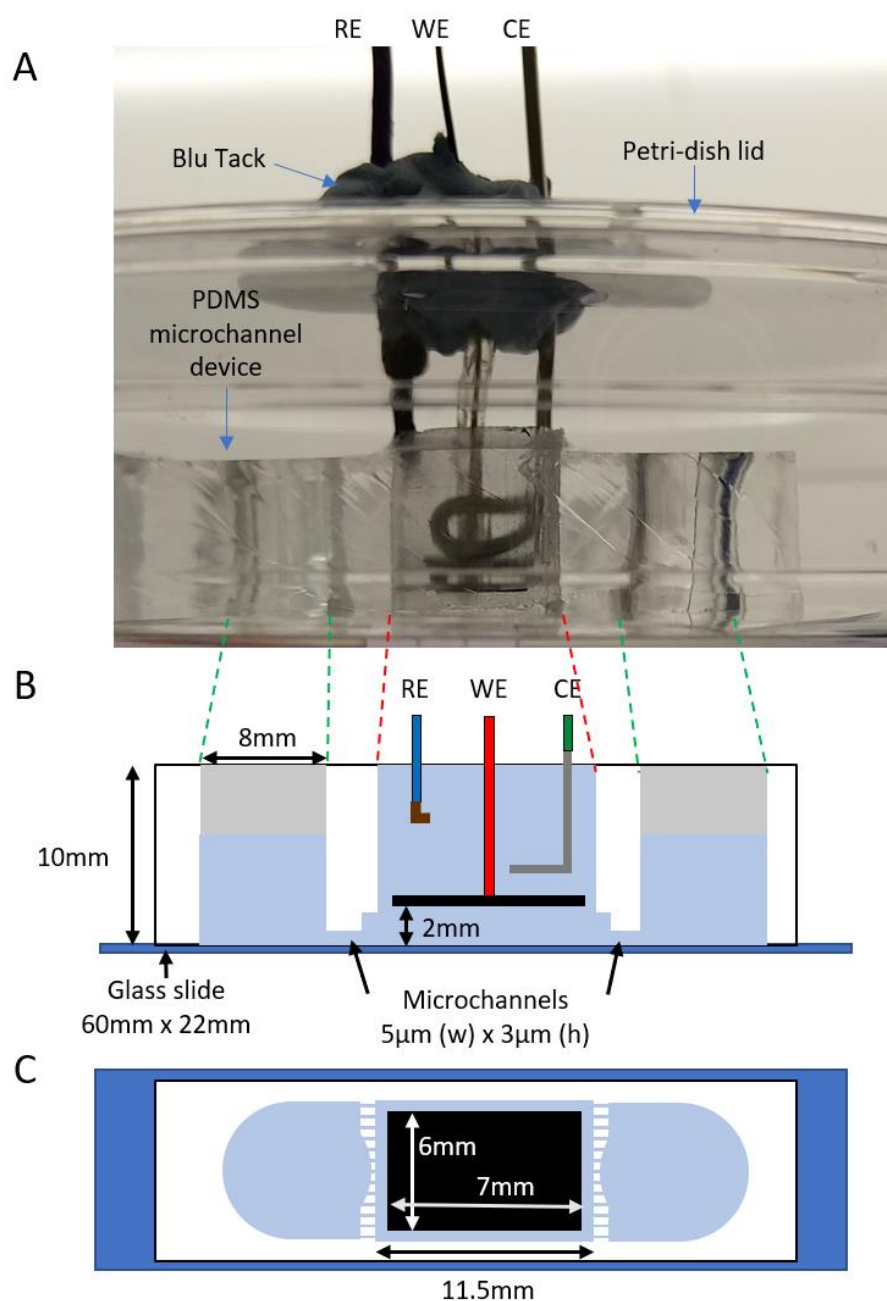 RE WE CE
A
Blu Tack
Petri-dish lid
PDMS
microchannel
device
B
RE WE CE
8mm
10mm
2mm
Glass slide
60mm x 22mm
Microchannels
5µm (w) x 3µm (h)
C
6mm
7mm
11.5mm